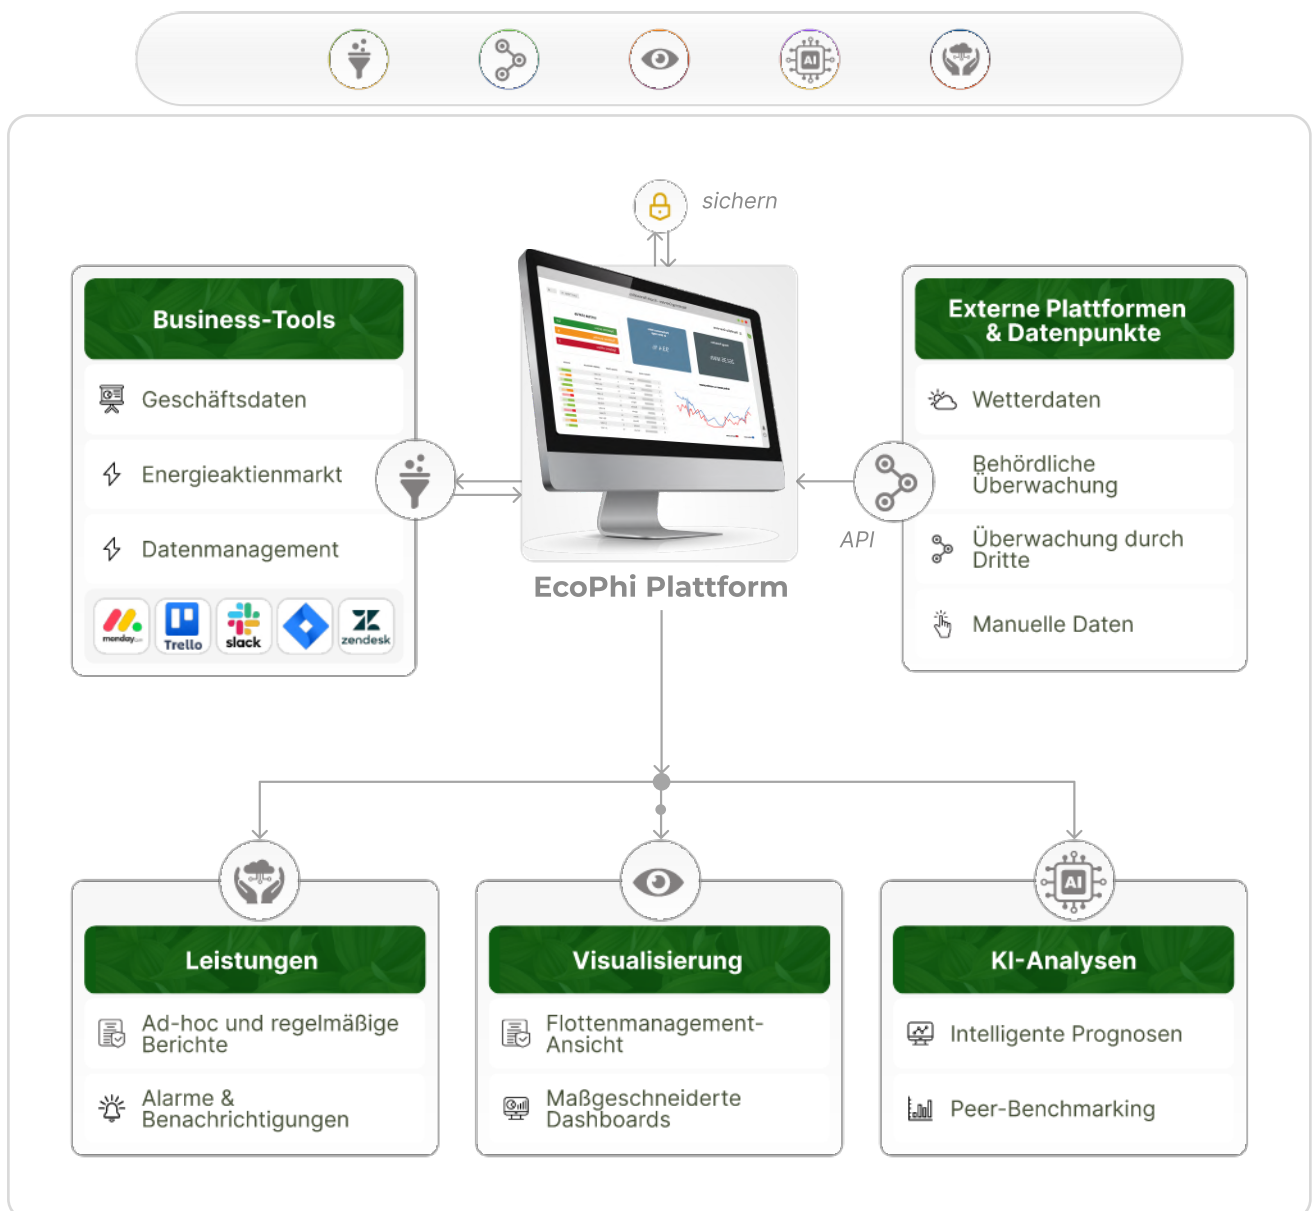 AI
sichern
Business-Tools
Geschäftsdaten
Energieaktienmarkt
Datenmanagement
monday
Trello
slack
zendesk
EcoPhi Plattform
API
Externe Plattformen
& Datenpunkte
Wetterdaten
Behördliche
Überwachung
Überwachung durch
Dritte
Manuelle Daten
Leistungen
Ad-hoc und regelmäßige
Berichte
Alarme &
Benachrichtigungen
Visualisierung
Flottenmanagement-
Ansicht
Maßgeschneiderte
Dashboards
AI
KI-Analysen
Intelligente Prognosen
Peer-Benchmarking